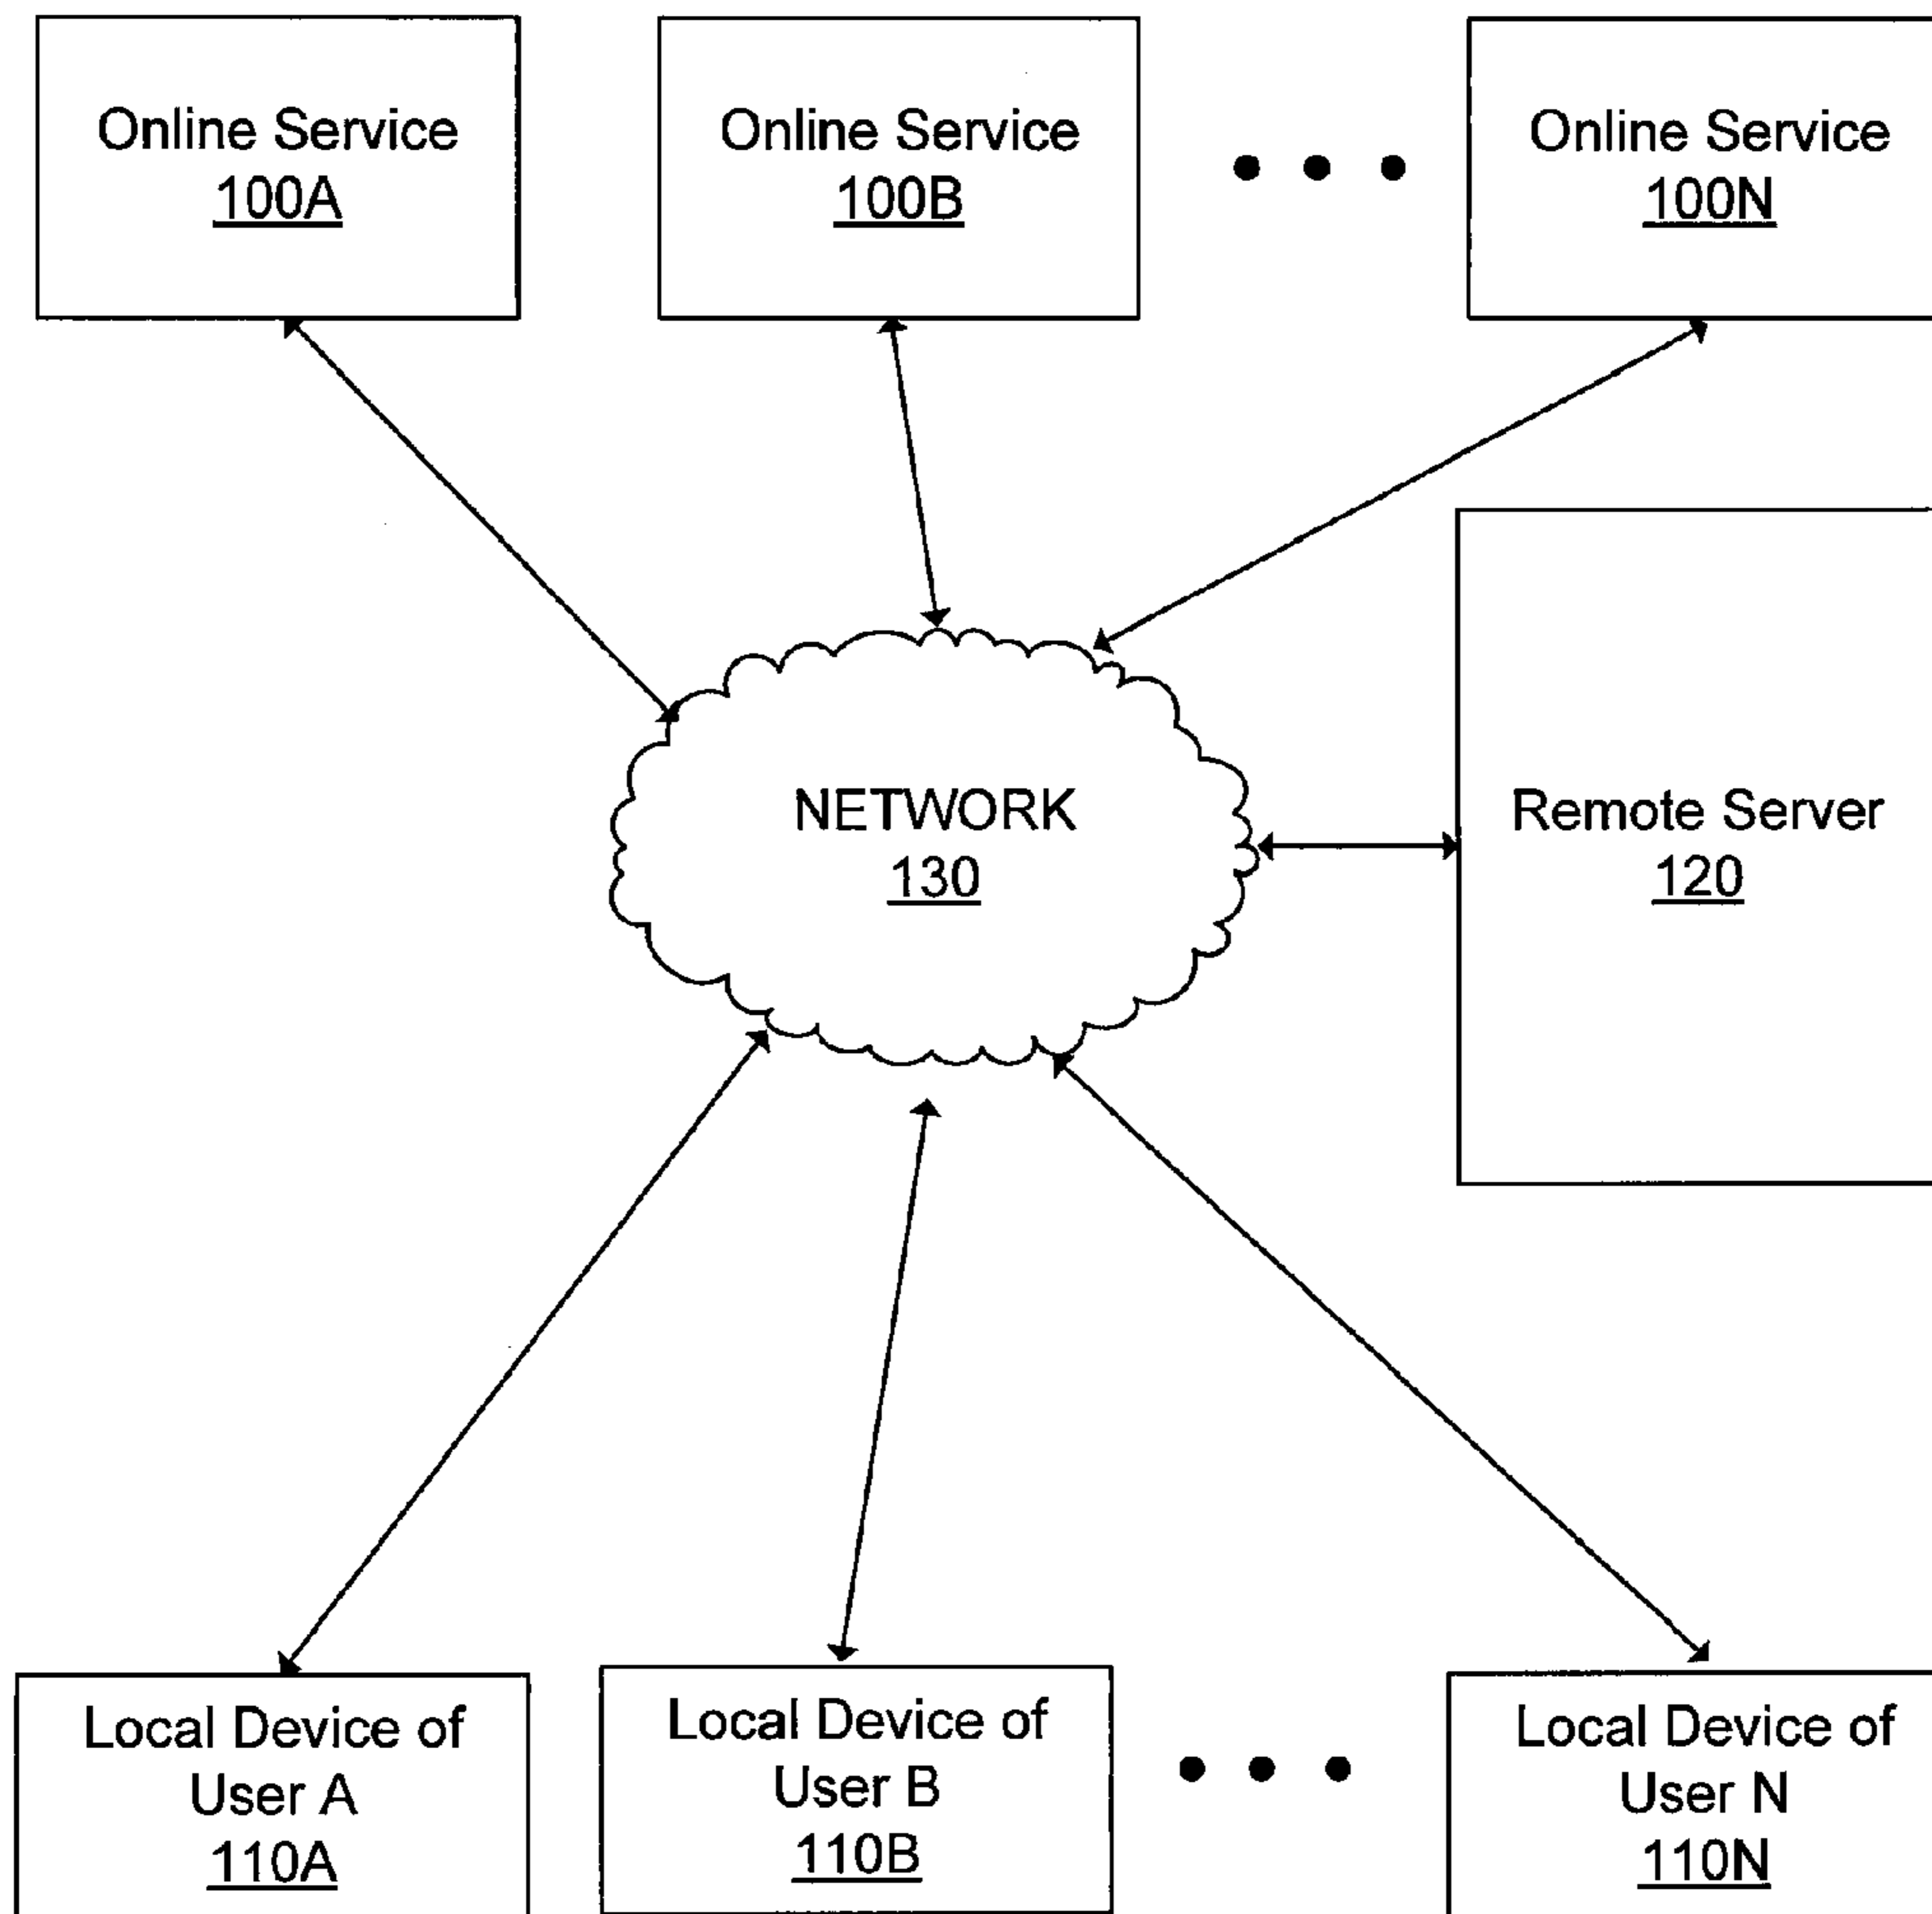 Online Service
100A
Online Service
100B
Online Service
100N
NETWORK
130
Remote Server
120
Local Device of
User A
110A
Local Device of
User B
110B
Local Device of
User N
110N